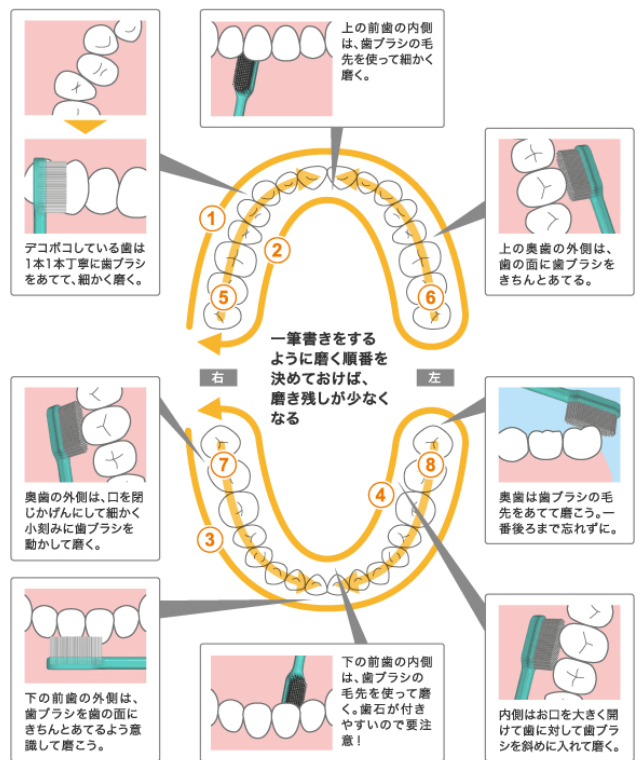 上の前歯の内側
は、歯ブラシの毛
先を使って細かく
磨く。
デコボコしている歯は
1本1本丁寧に歯ブラシ
をあてて、細かく磨く。
上の奥歯の外側は、
歯の面に歯ブラシを
きちんとあてる。
①
②
⑤
⑥
一筆書きをする
ように磨く順番を
決めておけば、
磨き残しが少なく
なる
右
左
奥歯の外側は、口を閉
じかげんにして細かく
小刻みに歯ブラシを
動かして磨く。
⑦
⑧
④
③
奥歯は歯ブラシの毛
先をあてて磨こう。一
番後ろまで忘れずに。
下の前歯の外側は、
歯ブラシを歯の面に
きちんとあてるよう意
識して磨こう。
下の前歯の内側
は、歯ブラシの
毛先を使って磨
く。歯石が付き
やすいので要注
意!
内側はお口を大きく開
けて歯に対して歯ブラ
シを斜めに入れて磨く。